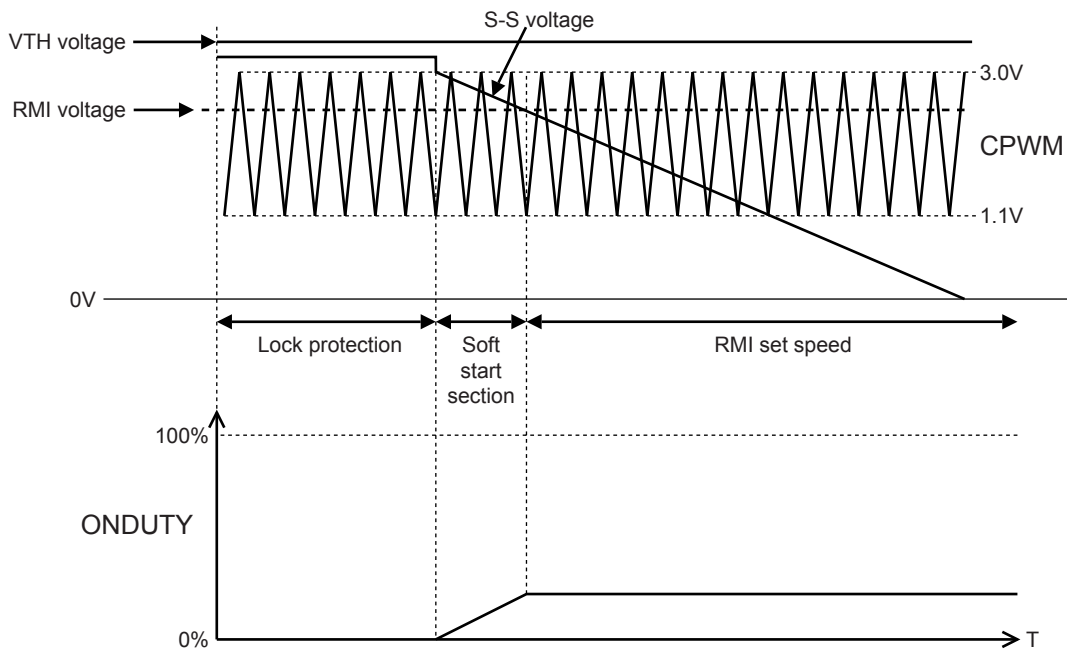 S-S voltage
VTH voltage
3.0V
RMI voltage
CPWM
1.1V
0V
Lock protection
Soft
start
section
RMI set speed
100%
ONDUTY
0%
T